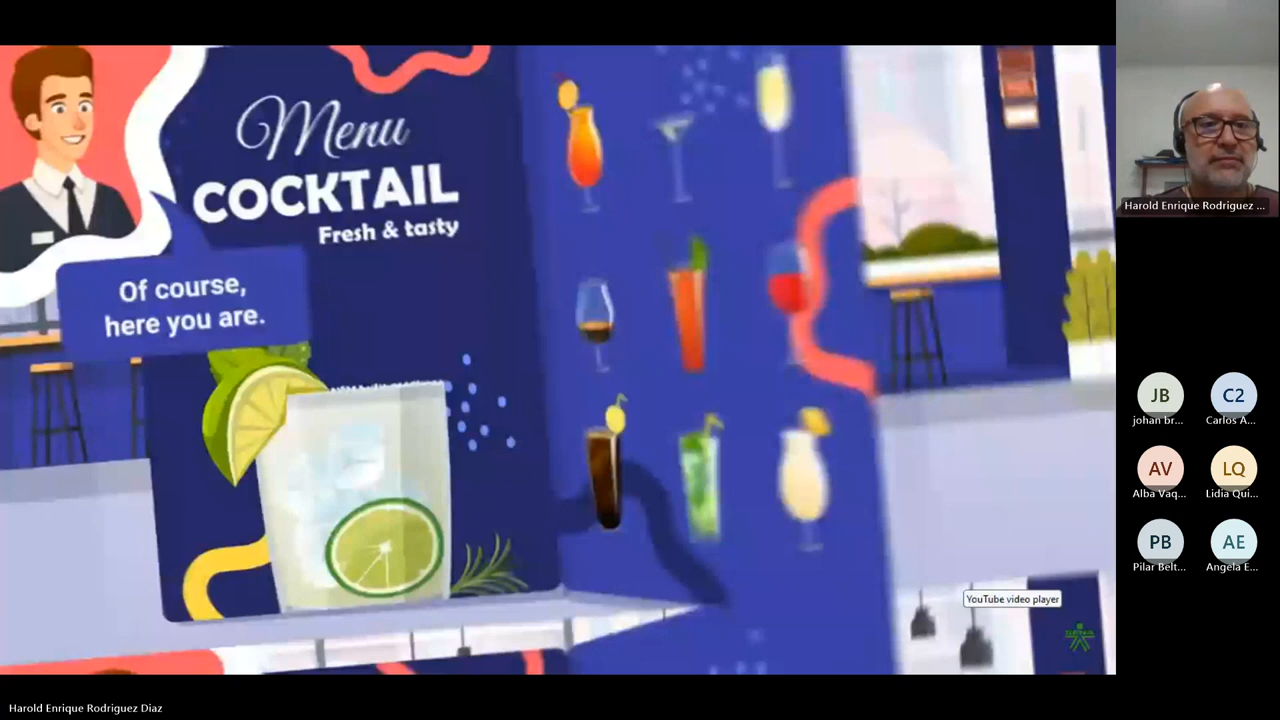 Menu
COCKTAIL
Fresh & tasty
Of course,
here you are.
YouTube video player
SENA
Harold Enrique Rodriguez ...
JB
johan br...
C2
Carlos A...
AV
Alba Vaq...
LQ
Lidia Qui...
PB
Pilar Belt...
AE
Angela E...
Harold Enrique Rodriguez Diaz